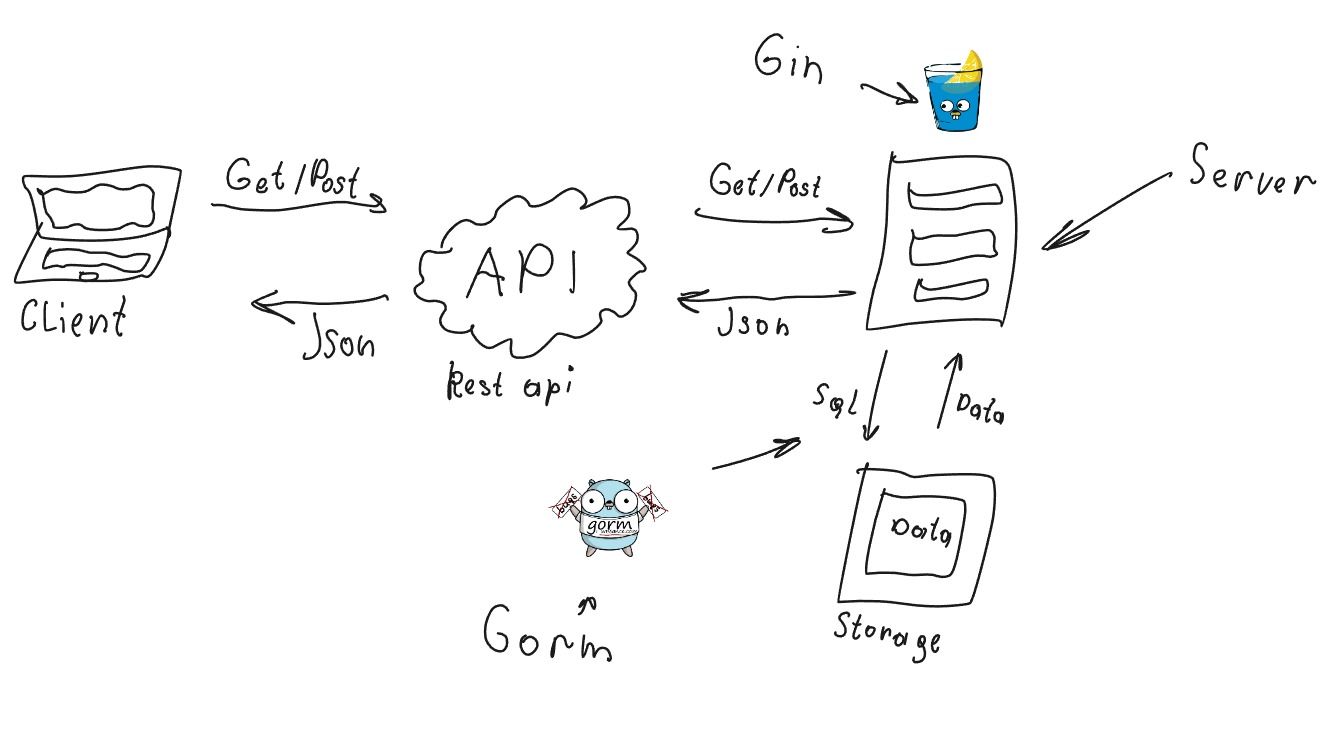 Gin
Server
Get/Post
Get/Post
API
Client
Json
Json
Rest api
Sql
Data
gorm
Data
Gorm
Storage